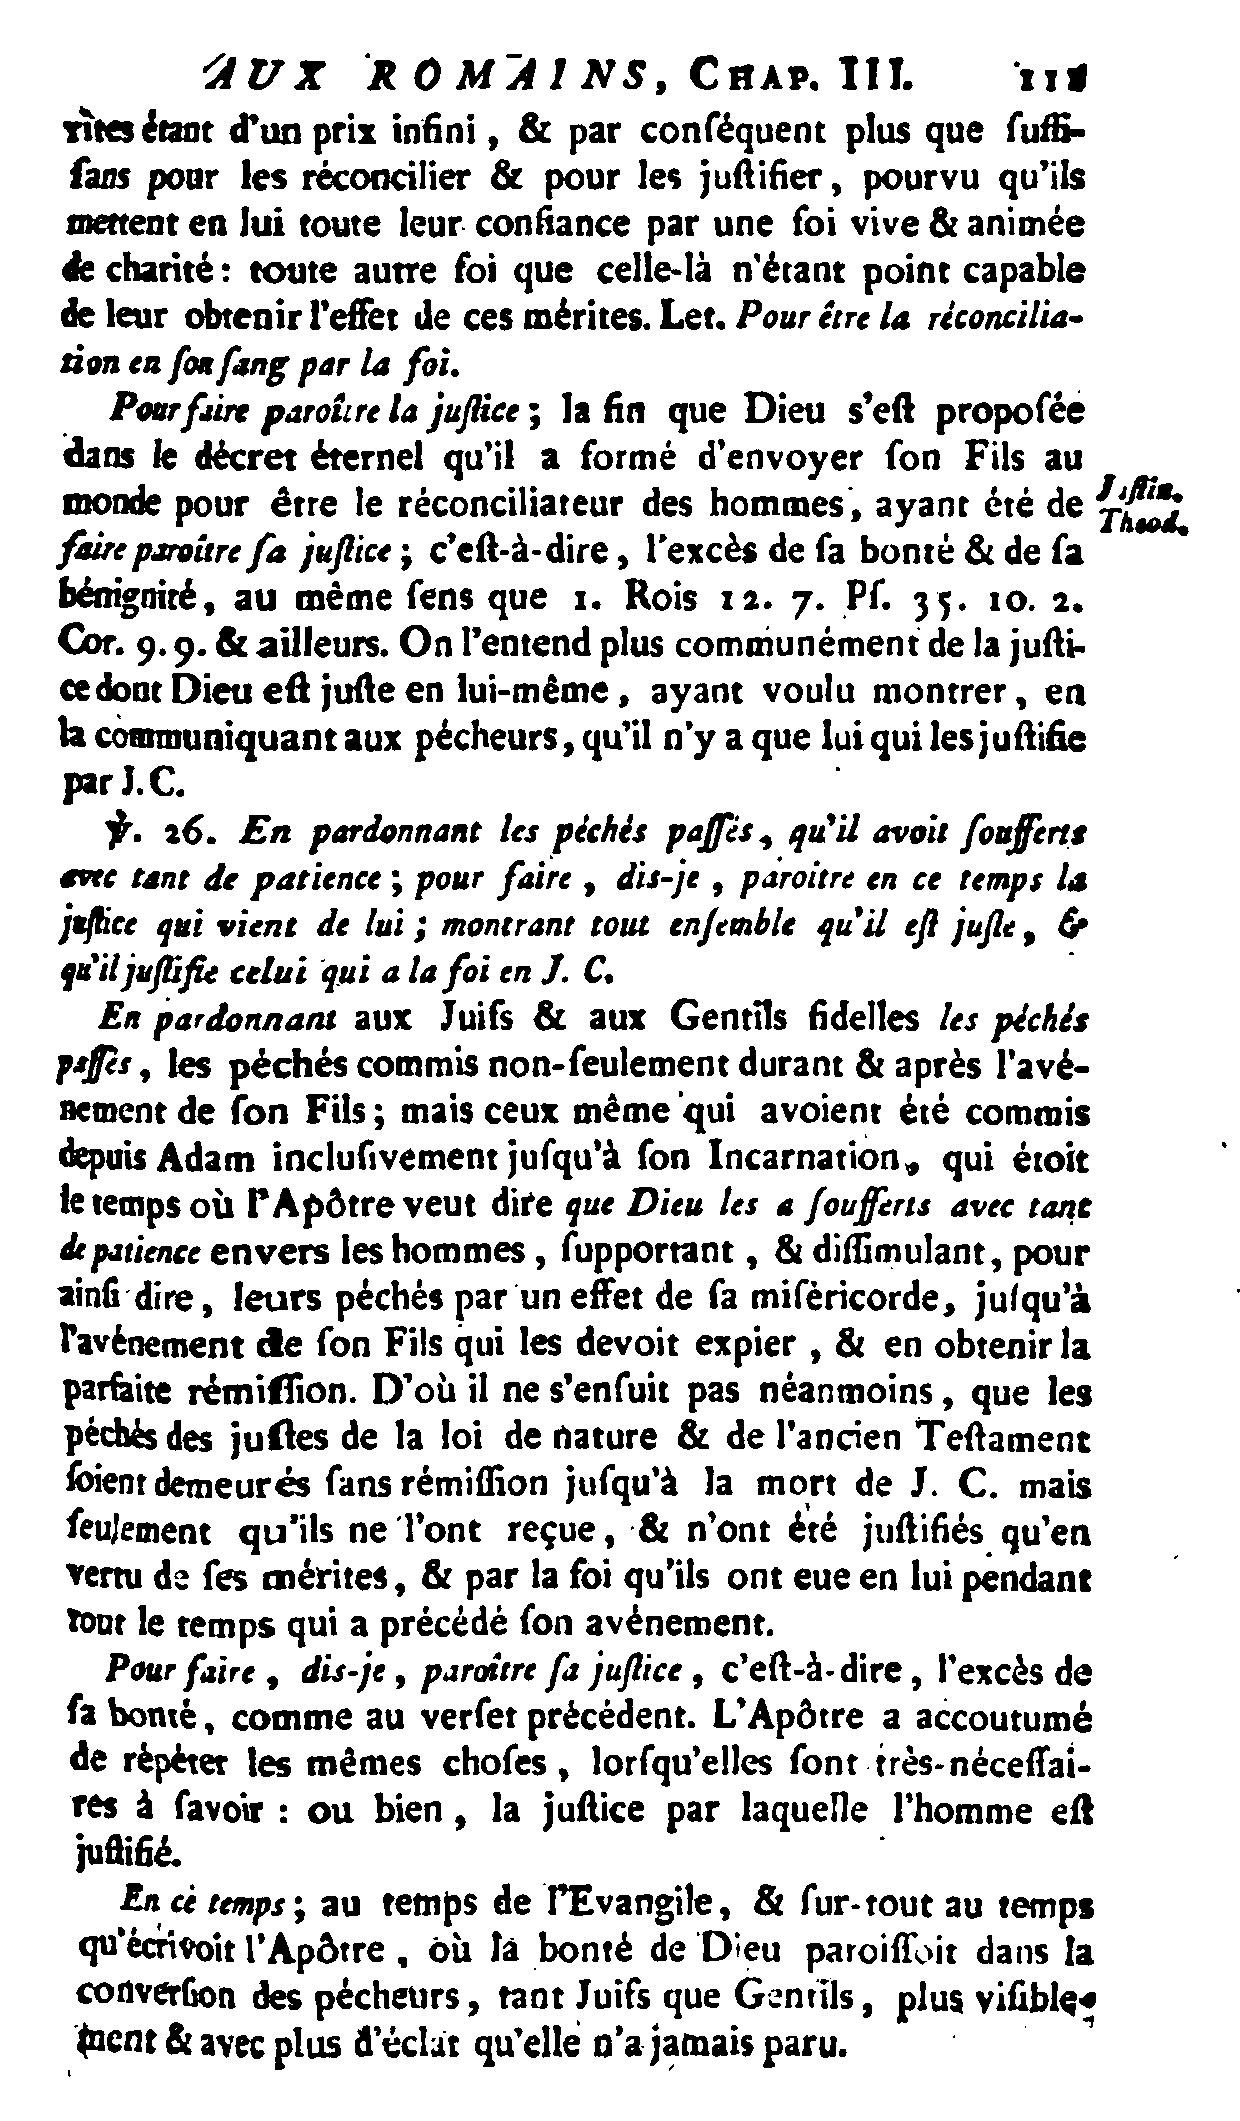 AUX ROMAINS, CHAP. III. 111
rites étant d'un prix infini, & par conſéquent plus que ſuffi-
ſans pour les réconcilier & pour les juſtifier, pourvu qu'ils
mettent en lui toute leur confiance par une foi vive & animée
de charité: toute autre foi que celle-là n'étant point capable
de leur obtenir l'effet de ces mérites. Let. Pour être la réconcilia-
tion en ſon ſang par la foi.
Pour faire paroître la juſtice; la fin que Dieu s'eſt propoſée
dans le décret éternel qu'il a formé d'envoyer ſon Fils au
monde pour être le réconciliateur des hommes, ayant été de
Juſtin.
Theod.
faire paroître ſa juſtice; c'eſt-à-dire, l'excès de ſa bonté & de ſa
bénignité, au même ſens que 1. Rois 12. 7. Pſ. 35. 10. 2.
Cor. 9. 9. & ailleurs. On l'entend plus communément de la juſti-
ce dont Dieu eſt juſte en lui-même, ayant voulu montrer, en
la communiquant aux pécheurs, qu'il n'y a que lui qui les juſtifie
par J. C.
℣. 26. En pardonnant les péchés paſſés, qu'il avoit ſoufferts
avec tant de patience; pour faire, dis-je, paroitre en ce temps la
juſtice qui vient de lui; montrant tout enſemble qu'il eſt juſte, &
qu'il juſtifie celui qui a la foi en J. C.
En pardonnant aux Juifs & aux Gentils fidelles les péchés
paſſés, les péchés commis non-ſeulement durant & après l'avé-
nement de ſon Fils; mais ceux même qui avoient été commis
depuis Adam incluſivement juſqu'à ſon Incarnation, qui étoit
le temps où l'Apôtre veut dire que Dieu les a ſoufferts avec tant
de patience envers les hommes, ſupportant, & diſſimulant, pour
ainſi dire, leurs péchés par un effet de ſa miſéricorde, juſqu'à
l'avénement de ſon Fils qui les devoit expier, & en obtenir la
parfaite rémiſſion. D'où il ne s'enſuit pas néanmoins, que les
péchés des juſtes de la loi de nature & de l'ancien Teſtament
ſoient demeurés ſans rémiſſion juſqu'à la mort de J. C. mais
ſeulement qu'ils ne l'ont reçue, & n'ont été juſtifiés qu'en
vertu de ſes mérites, & par la foi qu'ils ont eue en lui pendant
tout le temps qui a précédé ſon avénement.
Pour faire, dis-je, paroître ſa juſtice, c'eſt-à-dire, l'excès de
ſa bonté, comme au verſet précédent. L'Apôtre a accoutumé
de répéter les mêmes choſes, lorſqu'elles ſont très-néceſſai-
res à ſavoir: ou bien, la juſtice par laquelle l'homme eſt
juſtifié.
En cè temps; au temps de l'Evangile, & ſur-tout au temps
qu'écrivoit l'Apôtre, où la bonté de Dieu paroiſſoit dans la
converſion des pécheurs, tant Juifs que Gentils, plus viſible-
ment & avec plus d'éclat qu'elle n'a jamais paru.